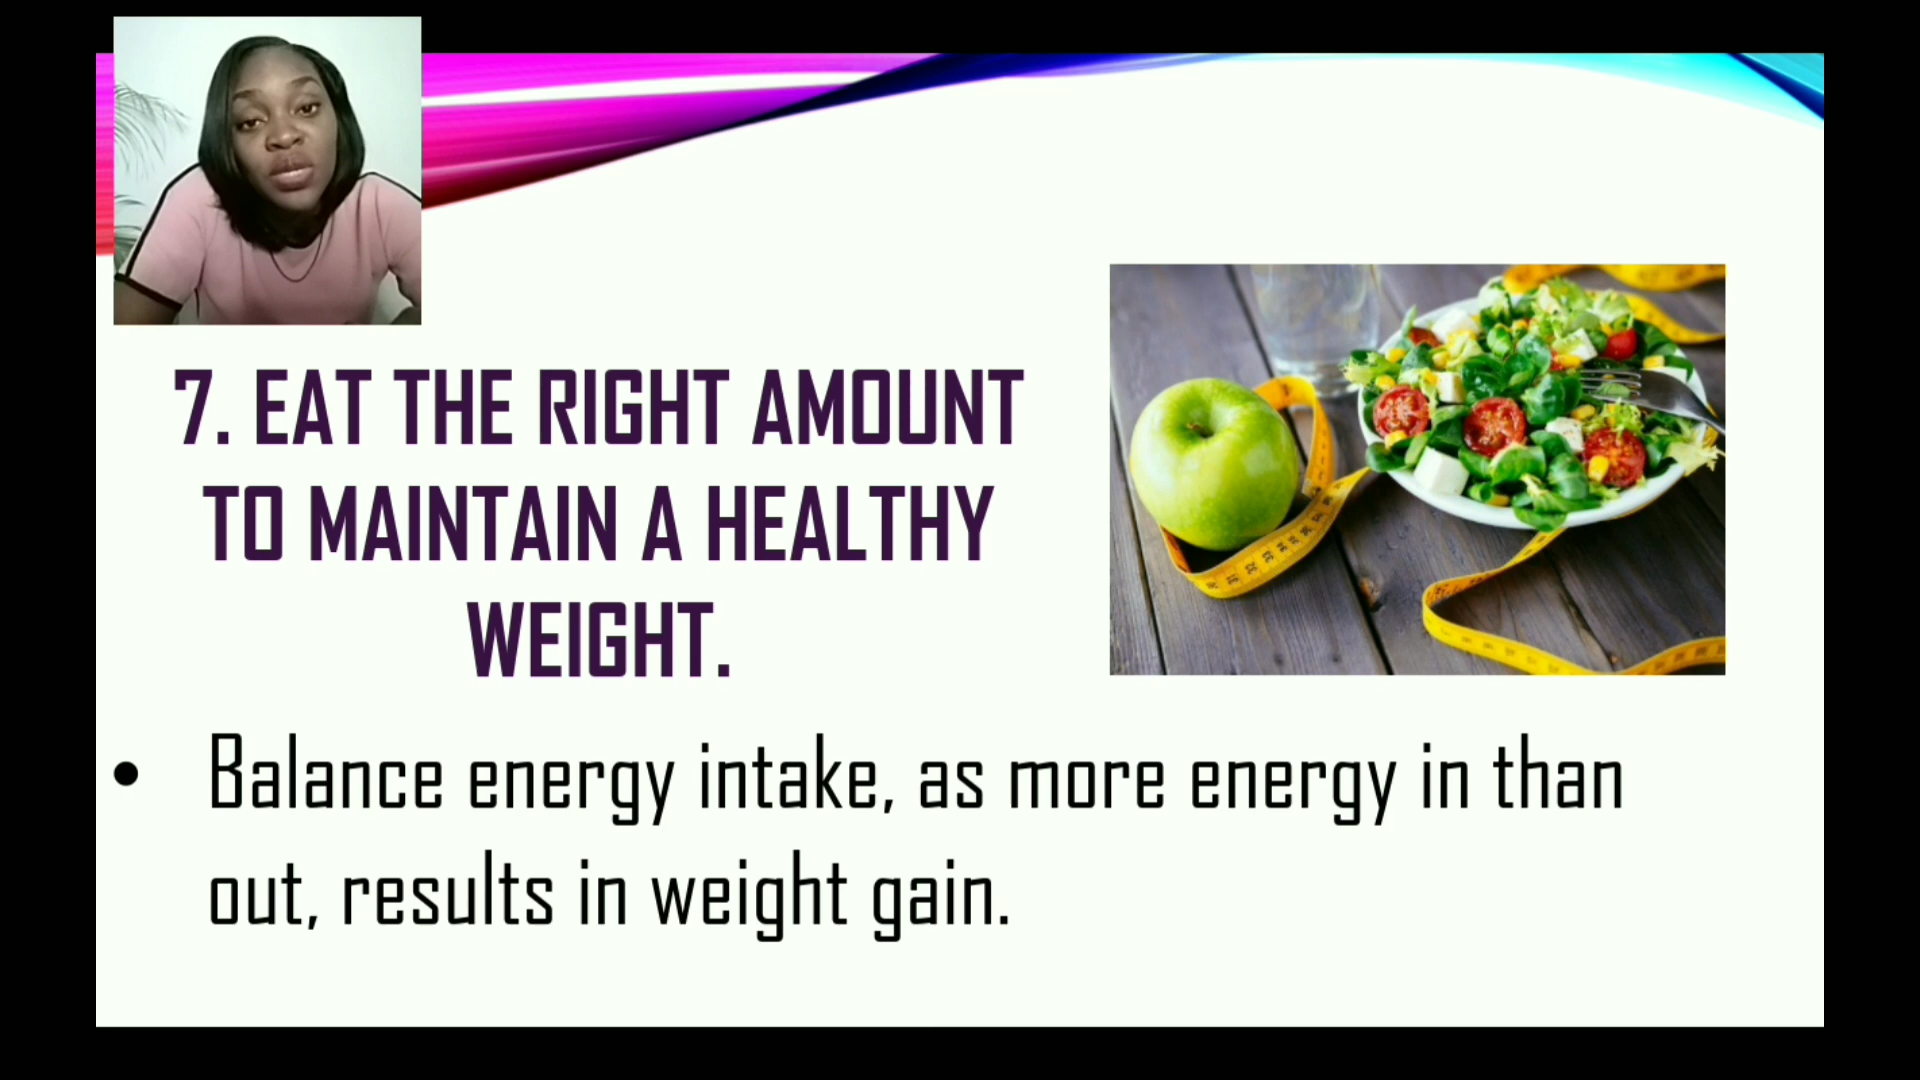 7. EAT THE RIGHT AMOUNT
TO MAINTAIN A HEALTHY
WEIGHT.
• Balance energy intake, as more energy in than
out, results in weight gain.